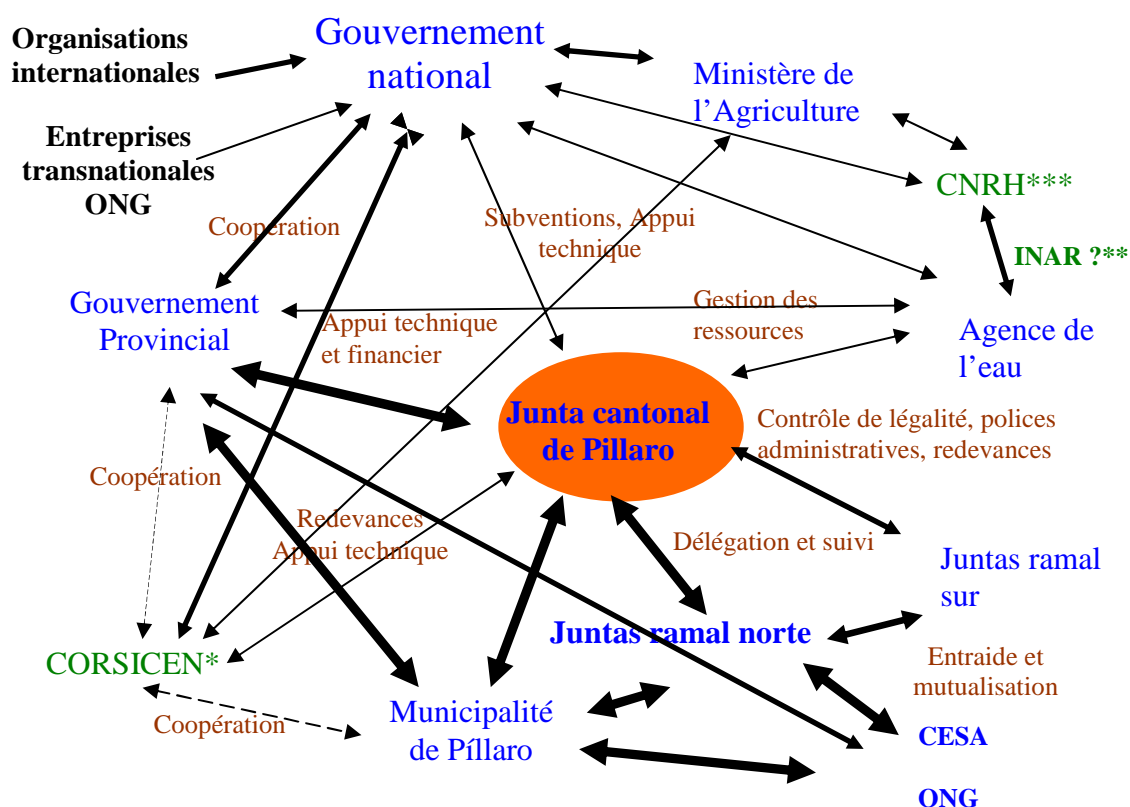 Organisations
internationales
Gouvernement
national
Ministère de
l'Agriculture
Entreprises
transnationales
ONG
CNRH***
Coopération
Subventions, Appui
technique
INAR ?**
Gouvernement
Provincial
Appui technique
et financier
Gestion des
ressources
Agence de
l'eau
Junta cantonal
de Pillaro
Contrôle de légalité, polices
administratives, redevances
Coopération
Redevances
Appui technique
Délégation et suivi
Juntas ramal
sur
Juntas ramal norte
CORSICEN*
Entraide et
mutualisation
Coopération
Municipalité
de Píllaro
CESA
ONG